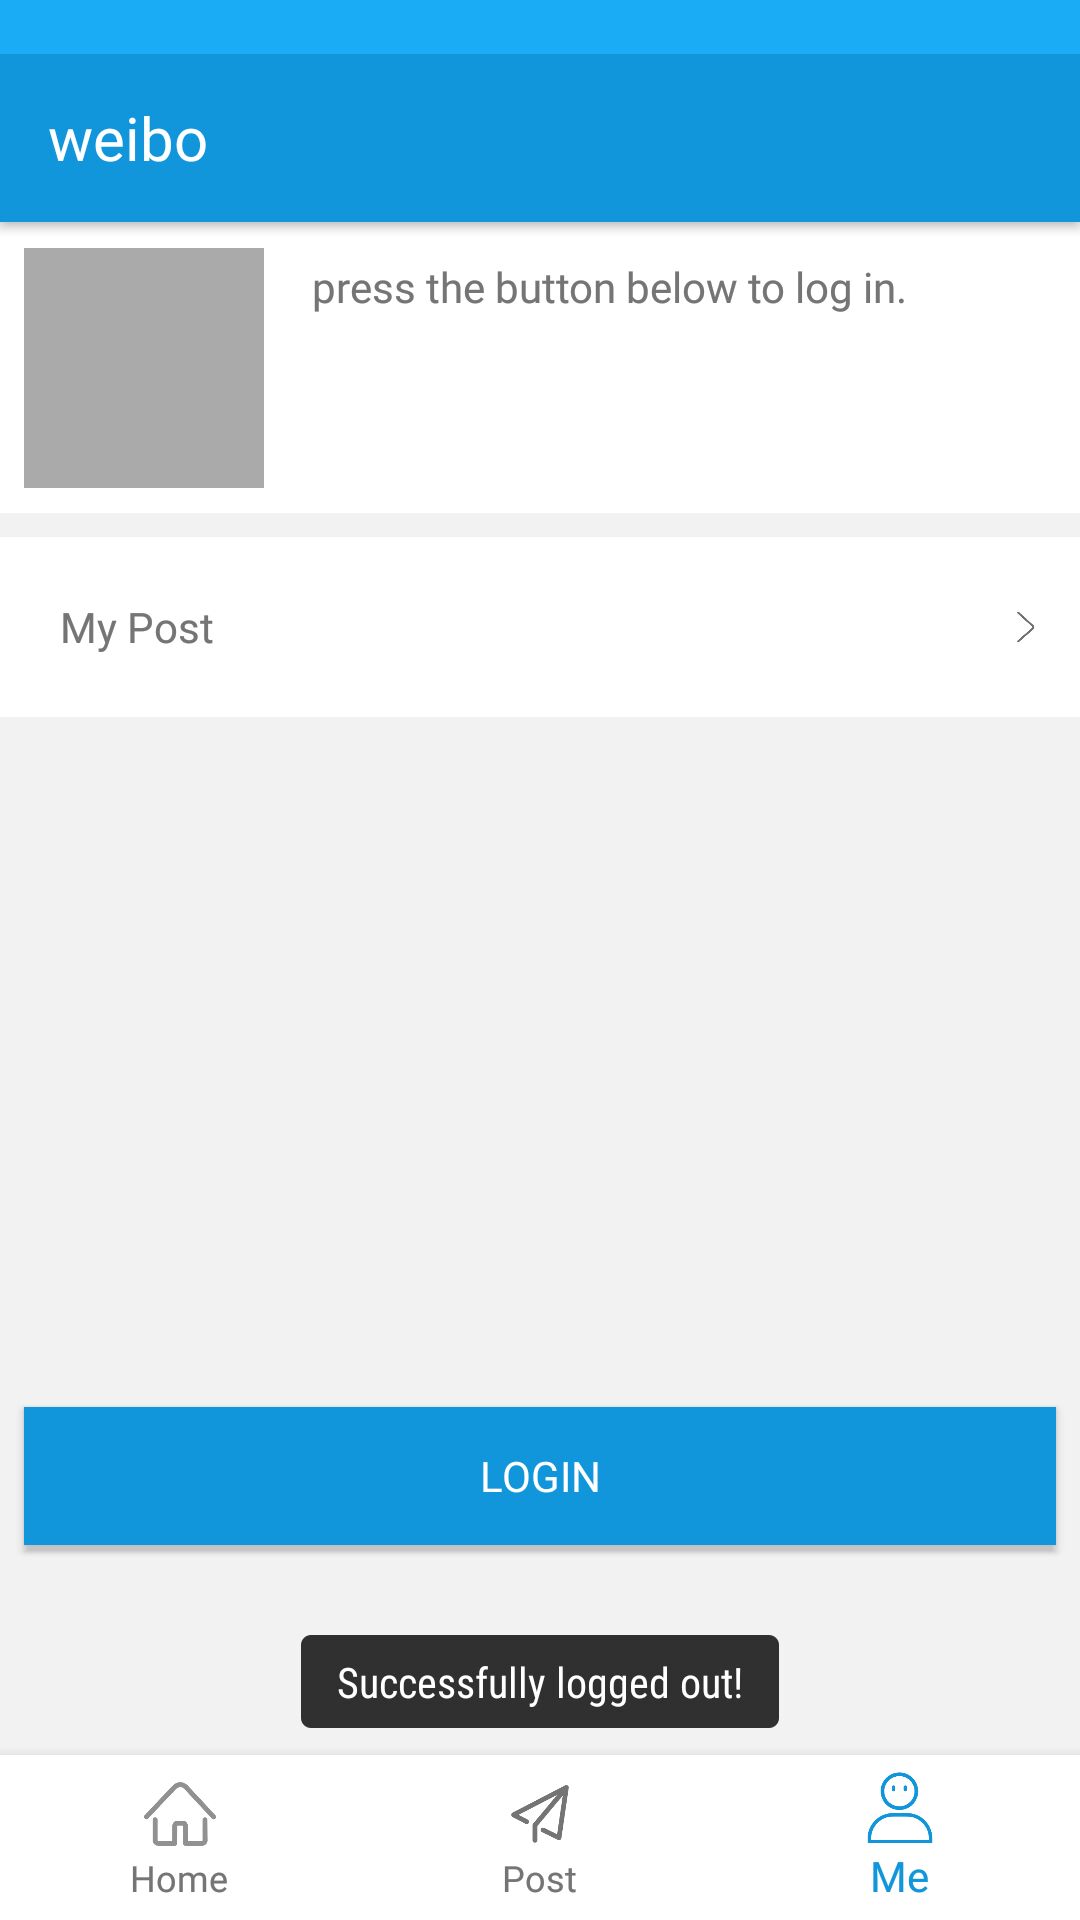 weibo
press the button below to log in.
My Post
LOGIN
Successfully logged out!
Home
Post
Me